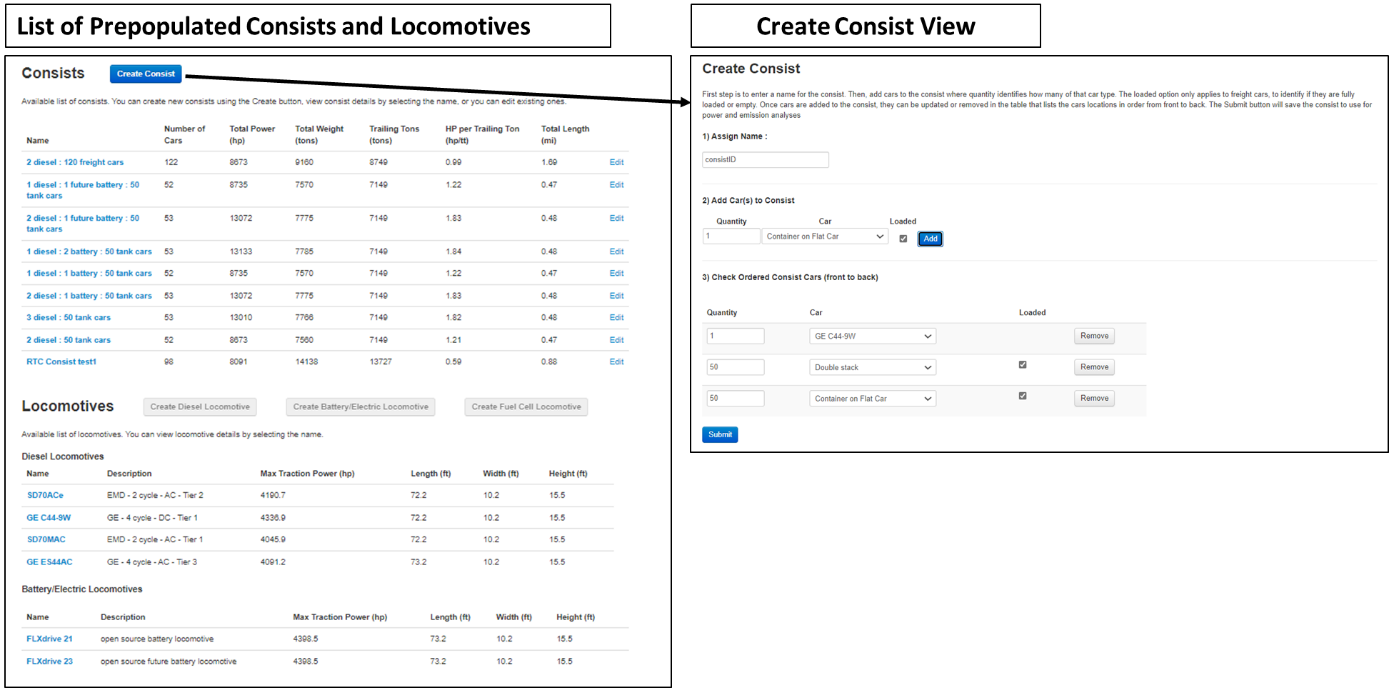 List of Prepopulated Consists and Locomotives
Consists
Create Consist
Available list of consists. You can create new consists using the Create button, view consist details by selecting the name, or you can edit existing ones.
Name Number of Cars Total Power (hp) Total Weight (tons) Trailing Tons (tons) HP per Trailing Ton (hp/tt) Total Length (mi)
2 diesel : 120 freight cars 122 8673 9160 8749 0.99 1.69 Edit
1 diesel : 1 future battery : 50 tank cars 52 8735 7570 7149 1.22 0.47 Edit
2 diesel : 1 future battery : 50 tank cars 53 13072 7775 7149 1.83 0.48 Edit
1 diesel : 2 battery : 50 tank cars 53 13133 7785 7149 1.84 0.48 Edit
1 diesel : 1 battery : 50 tank cars 52 8735 7570 7149 1.22 0.47 Edit
2 diesel : 1 battery : 50 tank cars 53 13072 7775 7149 1.83 0.48 Edit
3 diesel : 50 tank cars 53 13010 7766 7149 1.82 0.48 Edit
2 diesel : 50 tank cars 52 8673 7560 7149 1.21 0.47 Edit
RTC Consist test1 98 8091 14138 13727 0.59 0.88 Edit
Locomotives
Create Diesel Locomotive
Create Battery/Electric Locomotive
Create Fuel Cell Locomotive
Available list of locomotives. You can view locomotive details by selecting the name.
Diesel Locomotives
Name Description Max Traction Power (hp) Length (ft) Width (ft) Height (ft)
SD70ACe EMD - 2 cycle - AC - Tier 2 4190.7 72.2 10.2 15.5
GE C44-9W GE - 4 cycle - DC - Tier 1 4336.9 72.2 10.2 15.5
SD70MAC EMD - 2 cycle - AC - Tier 1 4045.9 72.2 10.2 15.5
GE ES44AC GE - 4 cycle - AC - Tier 3 4091.2 73.2 10.2 15.5
Battery/Electric Locomotives
Name Description Max Traction Power (hp) Length (ft) Width (ft) Height (ft)
FLXdrive 21 open source battery locomotive 4398.5 73.2 10.2 15.5
FLXdrive 23 open source future battery locomotive 4398.5 73.2 10.2 15.5
Create Consist View
Create Consist
First step is to enter a name for the consist. Then, add cars to the consist where quantity identifies how many of that car type. The loaded option only applies to freight cars, to identify if they are fully
loaded or empty. Once cars are added to the consist, they can be updated or removed in the table that lists the cars locations in order from front to back. The Submit button will save the consist to use for
power and emission analyses
1) Assign Name :
consistID
2) Add Car(s) to Consist
Quantity Car Loaded
1 Container on Flat Car Add
3) Check Ordered Consist Cars (front to back)
Quantity Car Loaded
1 GE C44-9W Remove
50 Double stack Remove
50 Container on Flat Car Remove
Submit